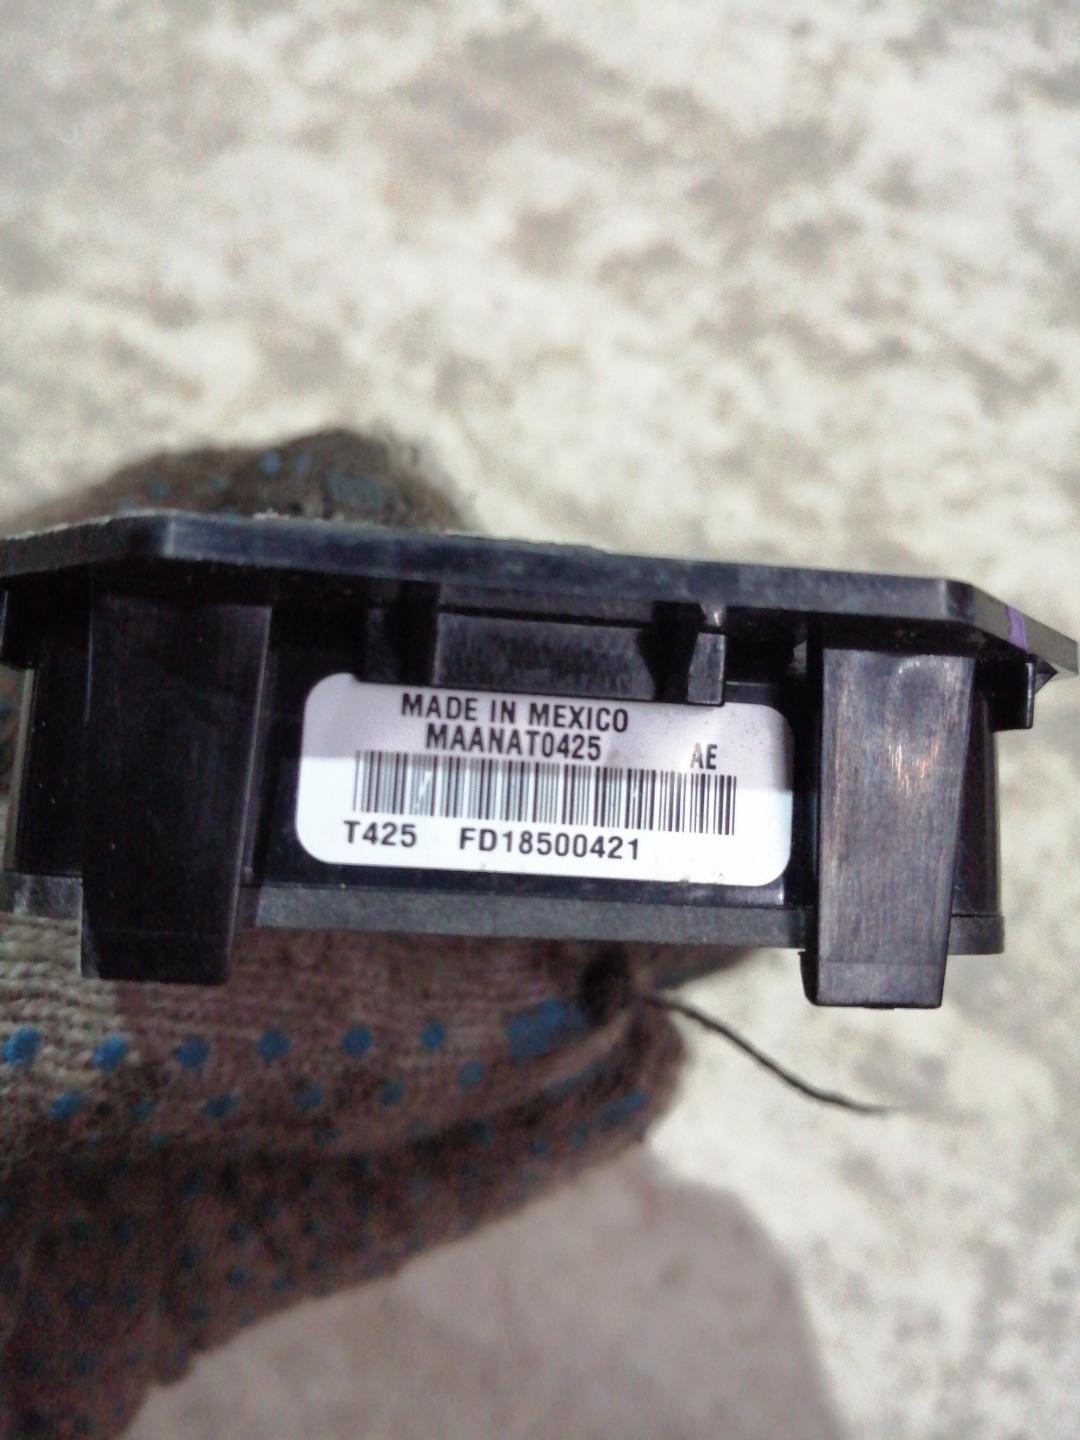 MADE IN MEXICO
MAANAT0425 AE
T425 FD18500421